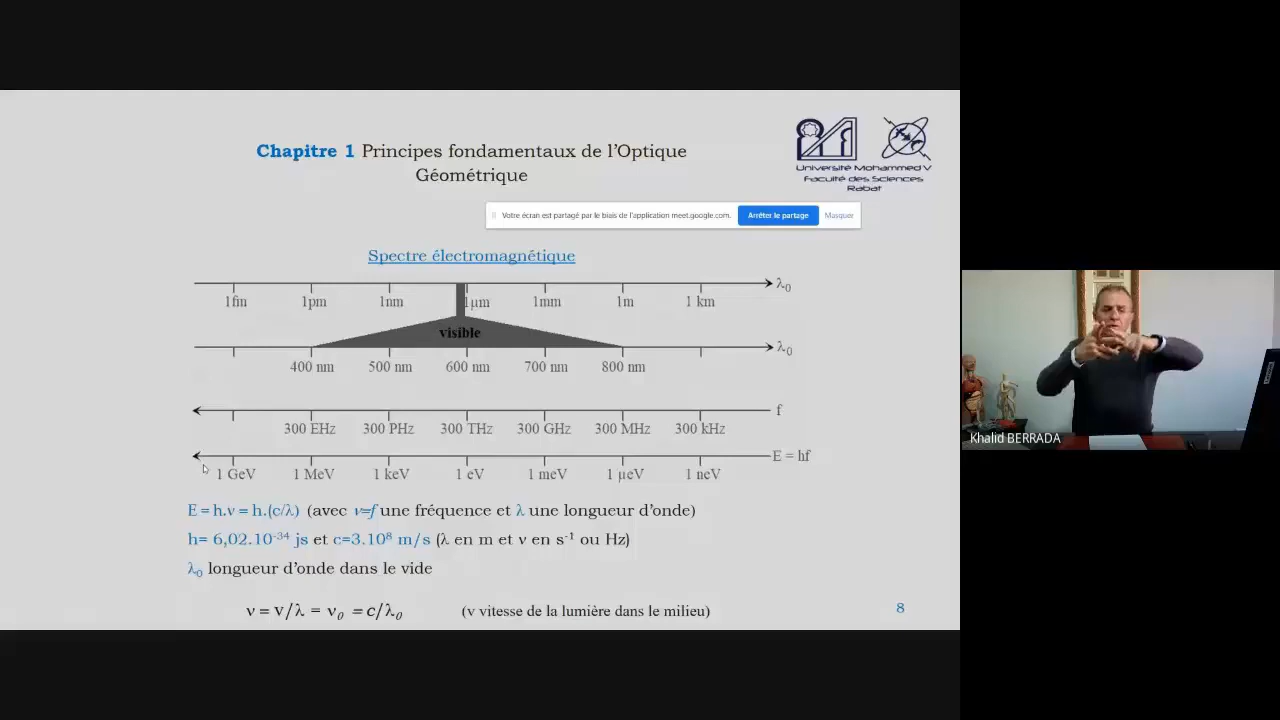 Chapitre 1 Principes fondamentaux de l'Optique
Géométrique
Université Mohammed V
Faculté des Sciences
Rabat
Votre écran est partagé par le biais de l'application meet.google.com. Arrêter le partage Masquer
Spectre électromagnétique
λ₀
1fm 1pm 1nm 1μm 1mm 1m 1 km
visible
λ₀
400 nm 500 nm 600 nm 700 nm 800 nm
f
300 EHz 300 PHz 300 THz 300 GHz 300 MHz 300 kHz
E = hf
1 GeV 1 MeV 1 keV 1 eV 1 meV 1 μeV 1 neV
E = h.ν = h.(c/λ) (avec ν=f une fréquence et λ une longueur d'onde)
h= 6,02.10⁻³⁴ js et c=3.10⁸ m/s (λ en m et ν en s⁻¹ ou Hz)
λ₀ longueur d'onde dans le vide
ν = v/λ = ν₀ = c/λ₀ (v vitesse de la lumière dans le milieu)
8
Khalid BERRADA